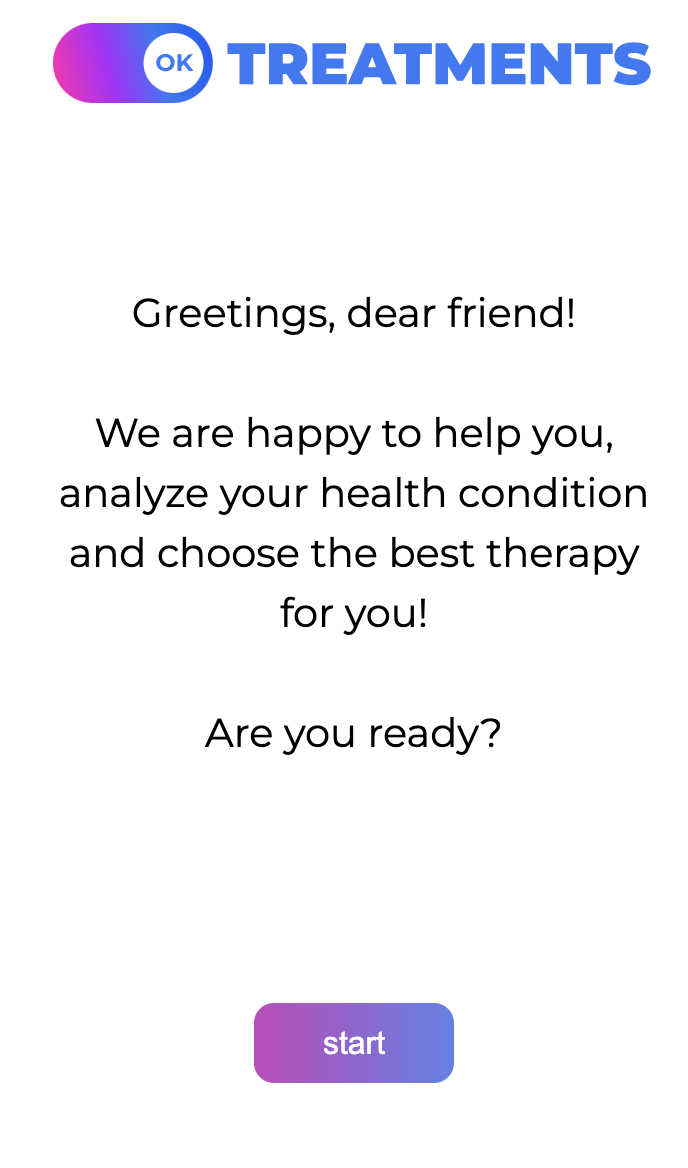 OK TREATMENTS
Greetings, dear friend!
We are happy to help you,
analyze your health condition
and choose the best therapy
for you!
Are you ready?
start